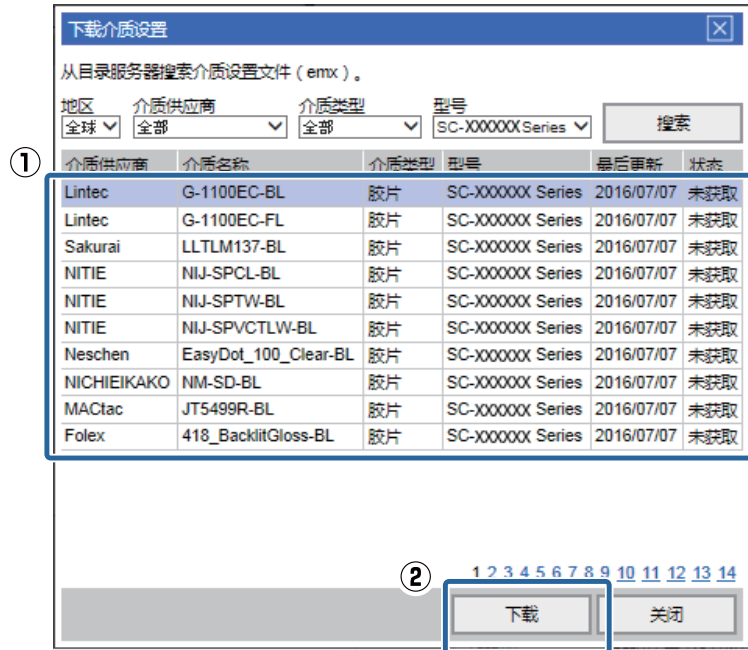 下载介质设置
从目录服务器搜索介质设置文件（emx）。
地区 介质供应商 介质类型 型号
全球 全部 全部 SC-XXXXXX Series 搜索
①
介质供应商 介质名称 介质类型 型号 最后更新 状态
Lintec G-1100EC-BL 胶片 SC-XXXXXX Series 2016/07/07 未获取
Lintec G-1100EC-FL 胶片 SC-XXXXXX Series 2016/07/07 未获取
Sakurai LLTLM137-BL 胶片 SC-XXXXXX Series 2016/07/07 未获取
NITIE NIJ-SPCL-BL 胶片 SC-XXXXXX Series 2016/07/07 未获取
NITIE NIJ-SPTW-BL 胶片 SC-XXXXXX Series 2016/07/07 未获取
NITIE NIJ-SPVCTLW-BL 胶片 SC-XXXXXX Series 2016/07/07 未获取
Neschen EasyDot_100_Clear-BL 胶片 SC-XXXXXX Series 2016/07/07 未获取
NICHIEIKAKO NM-SD-BL 胶片 SC-XXXXXX Series 2016/07/07 未获取
MACtac JT5499R-BL 胶片 SC-XXXXXX Series 2016/07/07 未获取
Folex 418_BacklitGloss-BL 胶片 SC-XXXXXX Series 2016/07/07 未获取
1 2 3 4 5 6 7 8 9 10 11 12 13 14
②
下载 关闭